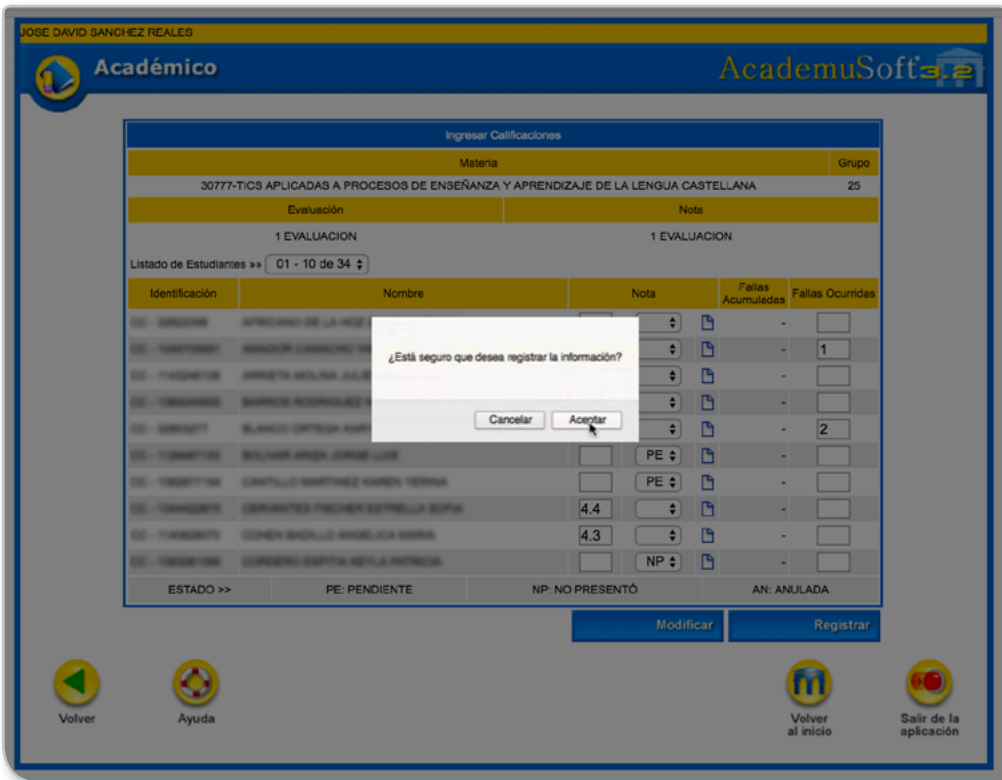 JOSE DAVID SANCHEZ REALES
Académico
AcademuSoft 3.2
Ingresar Calificaciones
Materia Grupo
30777-TICS APLICADAS A PROCESOS DE ENSEÑANZA Y APRENDIZAJE DE LA LENGUA CASTELLANA 25
Evaluación Nota
1 EVALUACION 1 EVALUACION
Listado de Estudiantes »» 01 - 10 de 34
Identificación Nombre Nota Fallas Acumuladas Fallas Ocurridas
-
- 1
¿Está seguro que desea registrar la información?
-
-
Cancelar Aceptar
- 2
PE -
PE -
4.4 -
4.3 -
NP -
ESTADO >> PE: PENDIENTE NP: NO PRESENTÓ AN: ANULADA
Modificar Registrar
Volver Ayuda Volver al inicio Salir de la aplicación